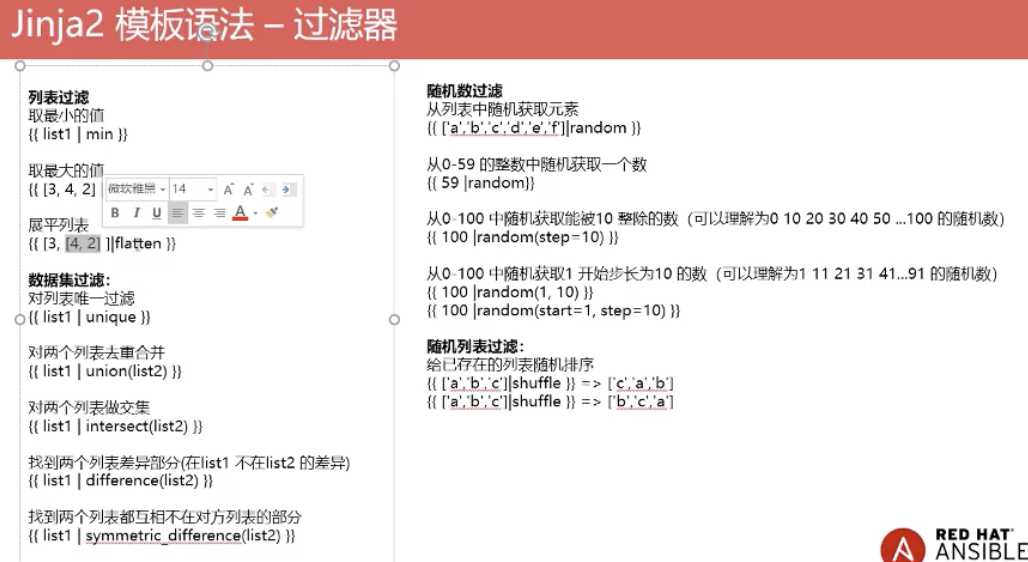 Jinja2 模板语法 – 过滤器
列表过滤
取最小的值
{{ list1 | min }}
取最大的值
{{ [3, 4, 2]
微软雅黑
14
B I U A
展平列表
{{ [3, [4, 2] ]|flatten }}
数据集过滤：
对列表唯一过滤
{{ list1 | unique }}
对两个列表去重合并
{{ list1 | union(list2) }}
对两个列表做交集
{{ list1 | intersect(list2) }}
找到两个列表差异部分(在list1 不在list2 的差异)
{{ list1 | difference(list2) }}
找到两个列表都互相不在对方列表的部分
{{ list1 | symmetric_difference(list2) }}
随机数过滤
从列表中随机获取元素
{{ ['a','b','c','d','e','f']|random }}
从0-59 的整数中随机获取一个数
{{ 59 |random}}
从0-100 中随机获取能被10 整除的数（可以理解为0 10 20 30 40 50 ...100 的随机数）
{{ 100 |random(step=10) }}
从0-100 中随机获取1 开始步长为10 的数（可以理解为1 11 21 31 41...91 的随机数）
{{ 100 |random(1, 10) }}
{{ 100 |random(start=1, step=10) }}
随机列表过滤：
给已存在的列表随机排序
{{ ['a','b','c']|shuffle }} => ['c','a','b']
{{ ['a','b','c']|shuffle }} => ['b','c','a']
RED HAT
ANSIBLE